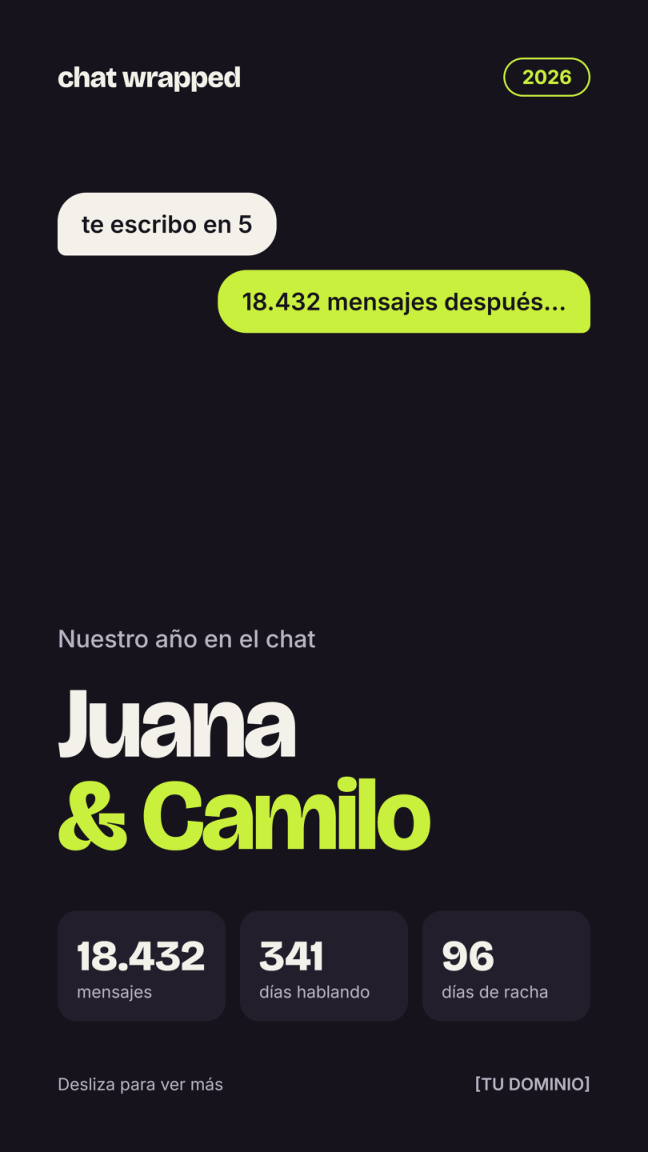 chat wrapped
2026
te escribo en 5
18.432 mensajes después...
Nuestro año en el chat
Juana
& Camilo
18.432
mensajes
341
días hablando
96
días de racha
Desliza para ver más
[TU DOMINIO]